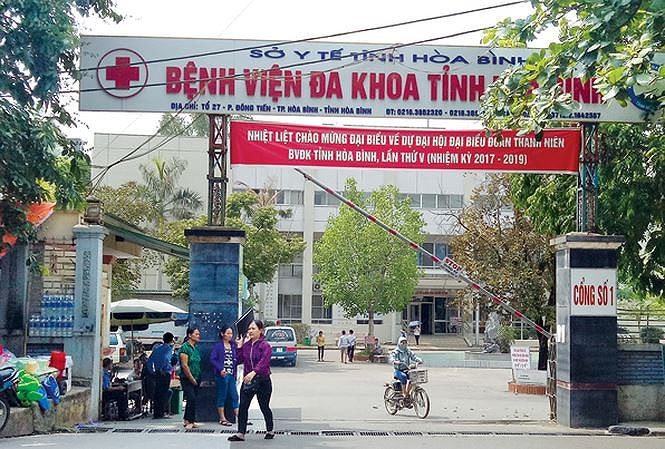 SỞ Y TẾ TỈNH HÒA BÌNH
BỆNH VIỆN ĐA KHOA TỈNH HÒA BÌNH
ĐỊA CHỈ: TỔ 27 - P. ĐỒNG TIẾN - TP. HÒA BÌNH - TỈNH HÒA BÌNH
NHIỆT LIỆT CHÀO MỪNG ĐẠI BIỂU VỀ DỰ ĐẠI HỘI ĐẠI BIỂU ĐOÀN THANH NIÊN
BVĐK TỈNH HÒA BÌNH, LẦN THỨ V (NHIỆM KỲ 2017 - 2019)
CỔNG SỐ 1